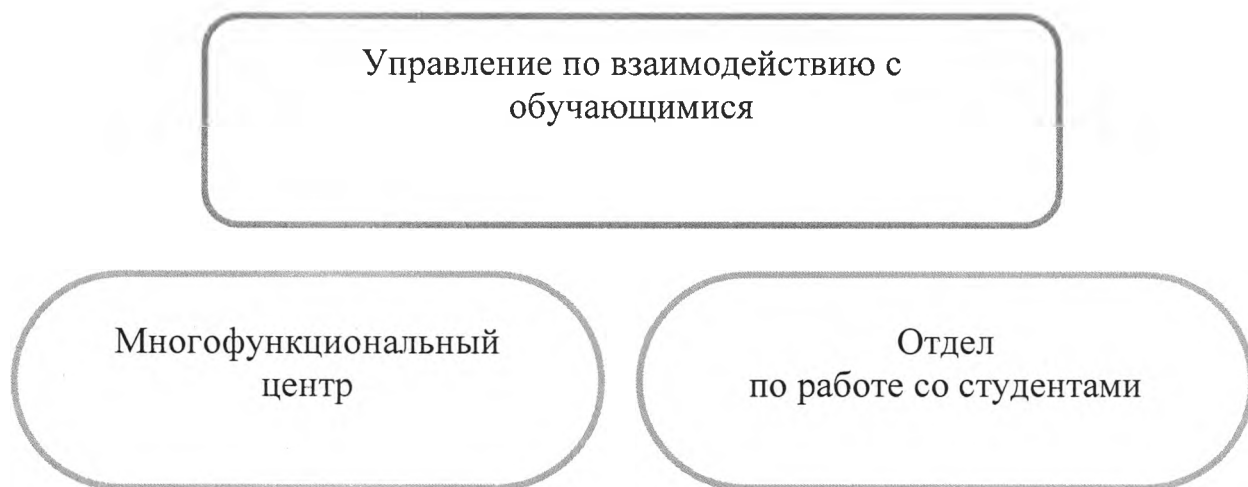 Управление по взаимодействию с
обучающимися
Многофункциональный
центр
Отдел
по работе со студентами